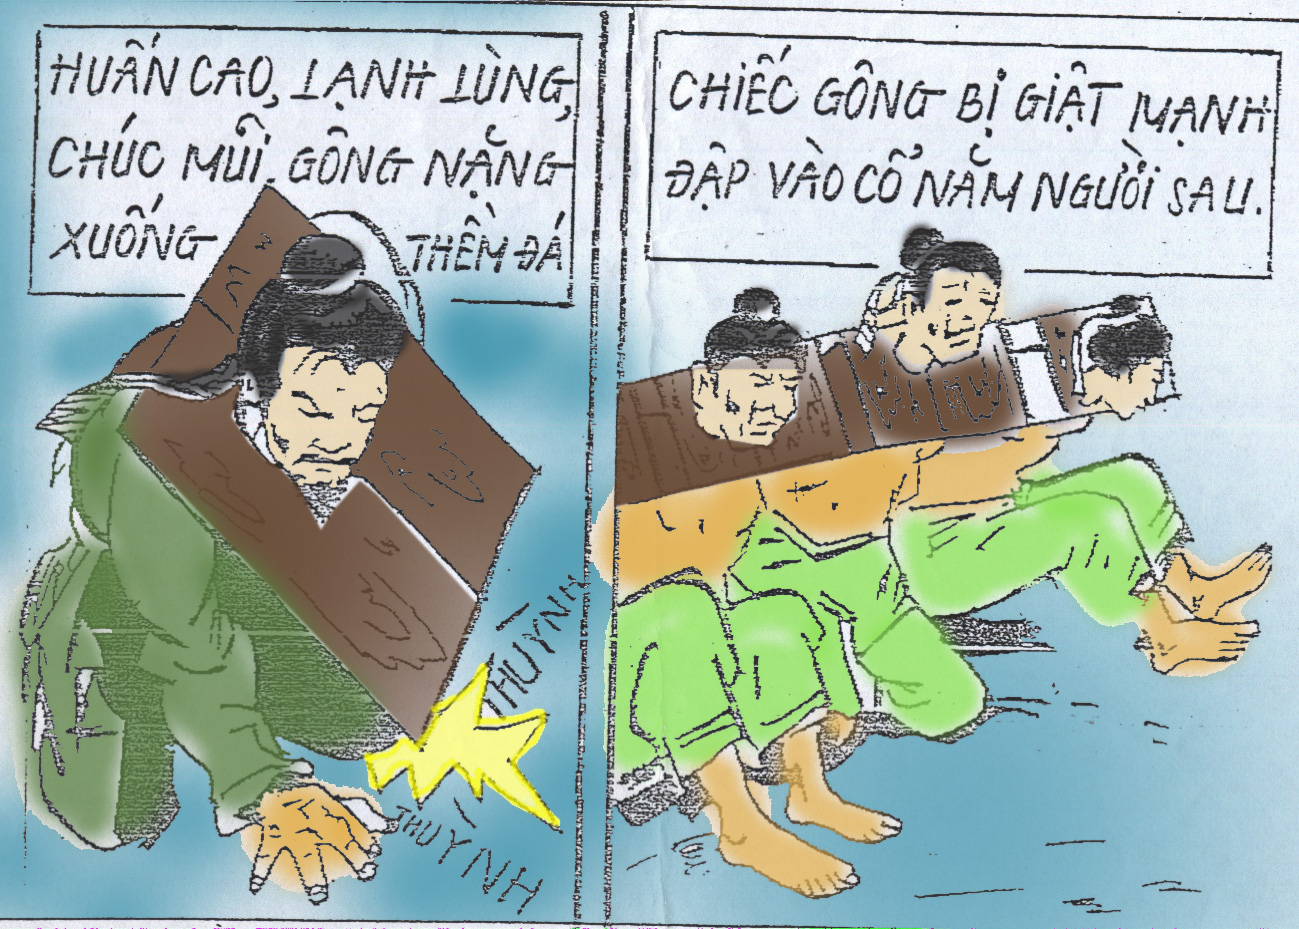 HUẤN CAO, LẠNH LÙNG,
CHÚC MŨI GÔNG NẶNG
XUỐNG THỀM ĐÁ
THUỲNH
THUỲNH
CHIẾC GÔNG BỊ GIẬT MẠNH
ĐẬP VÀO CỔ NĂM NGƯỜI SAU.